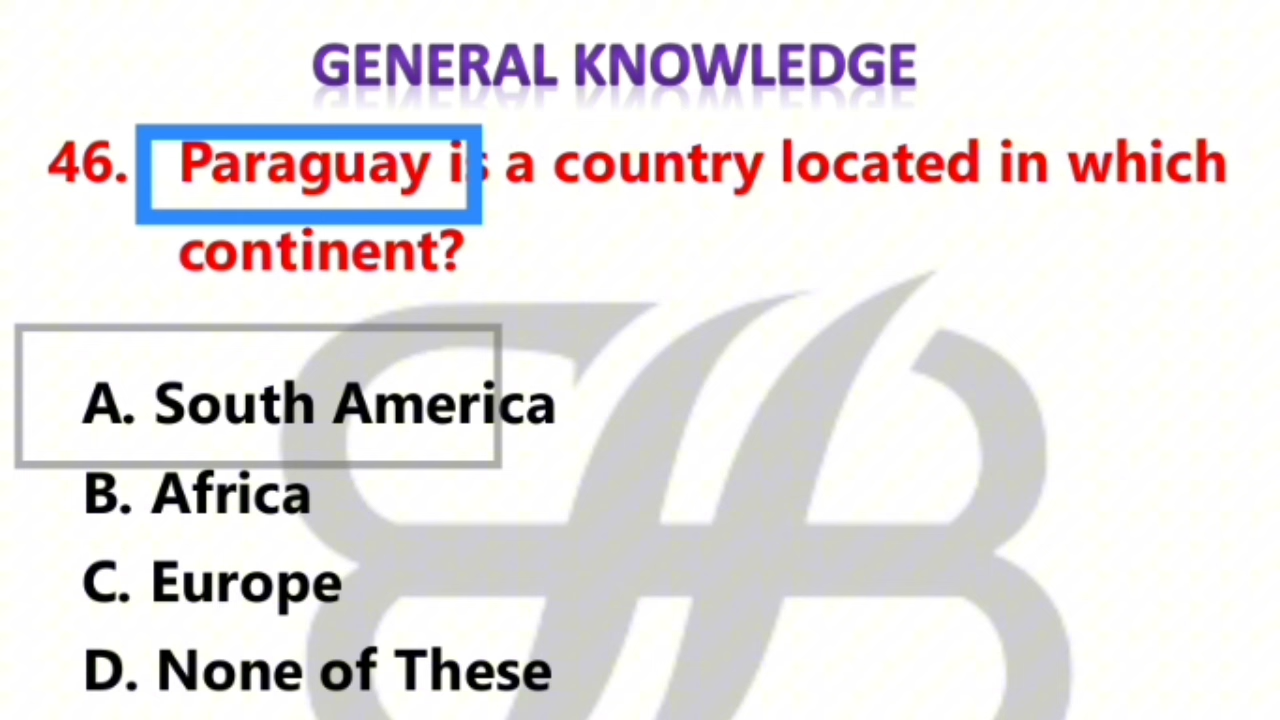 GENERAL KNOWLEDGE
46. Paraguay is a country located in which
continent?
A. South America
B. Africa
C. Europe
D. None of These